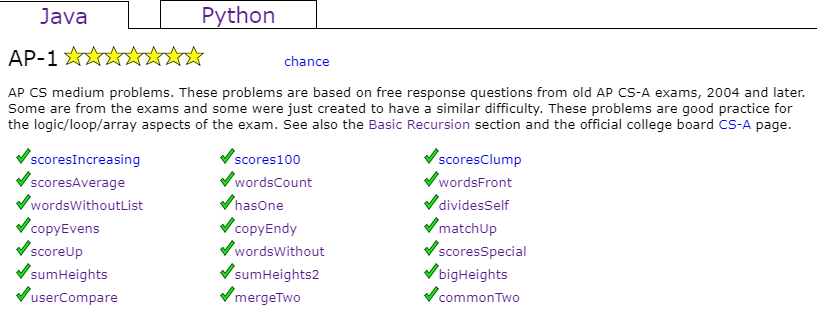 Java Python
AP-1 chance
AP CS medium problems. These problems are based on free response questions from old AP CS-A exams, 2004 and later.
Some are from the exams and some were just created to have a similar difficulty. These problems are good practice for
the logic/loop/array aspects of the exam. See also the Basic Recursion section and the official college board CS-A page.
scoresIncreasing scores100 scoresClump
scoresAverage wordsCount wordsFront
wordsWithoutList hasOne dividesSelf
copyEvens copyEndy matchUp
scoreUp wordsWithout scoresSpecial
sumHeights sumHeights2 bigHeights
userCompare mergeTwo commonTwo